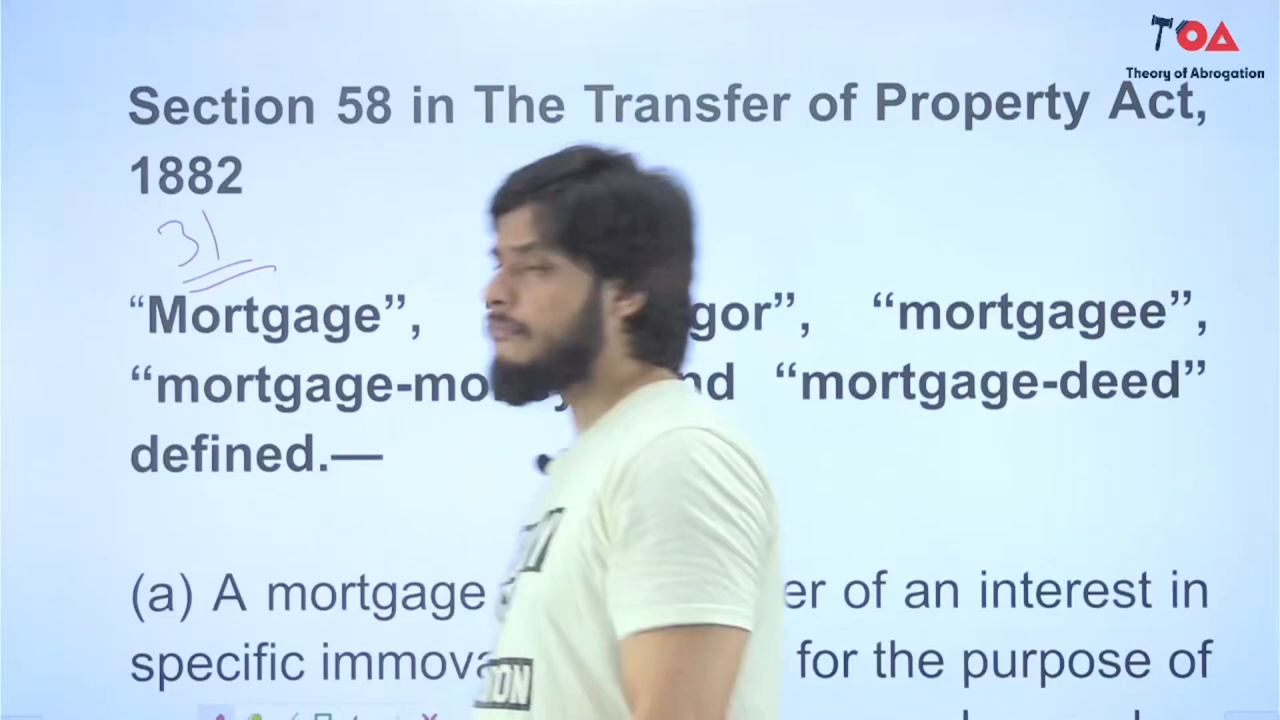 TOA
Theory of Abrogation
Section 58 in The Transfer of Property Act,
1882
31
“Mortgage”, gor”, “mortgagee”,
“mortgage-mo nd “mortgage-deed”
defined.—
(a) A mortgage er of an interest in
specific immova for the purpose of
ON